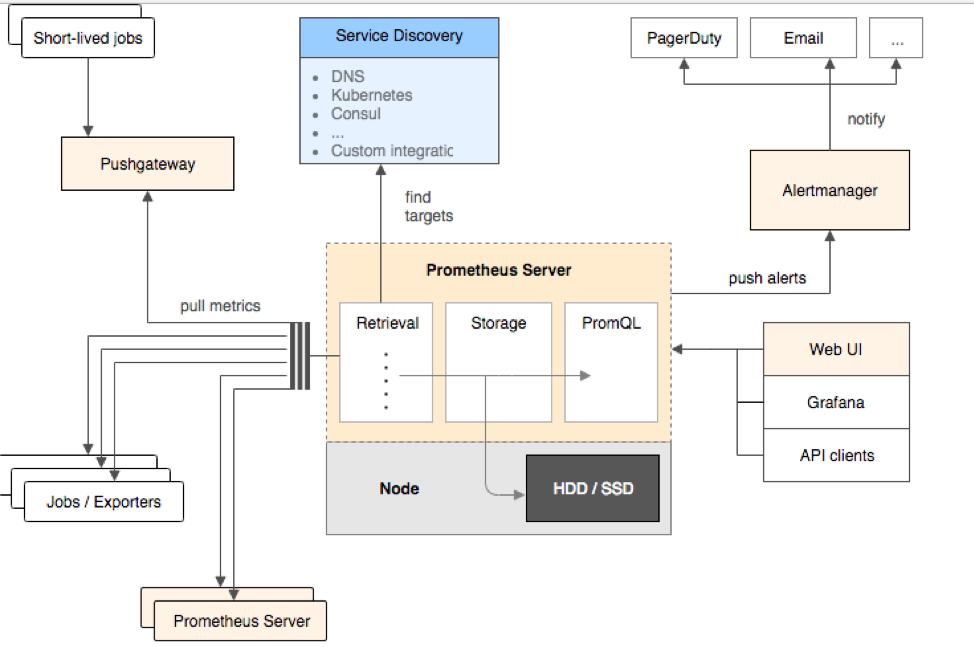 Short-lived jobs
Service Discovery
PagerDuty
Email
...
• DNS
• Kubernetes
• Consul
• ...
• Custom integratic
notify
Pushgateway
Alertmanager
find
targets
Prometheus Server
push alerts
pull metrics
Retrieval
Storage
PromQL
Web UI
Grafana
API clients
Node
HDD / SSD
Jobs / Exporters
Prometheus Server